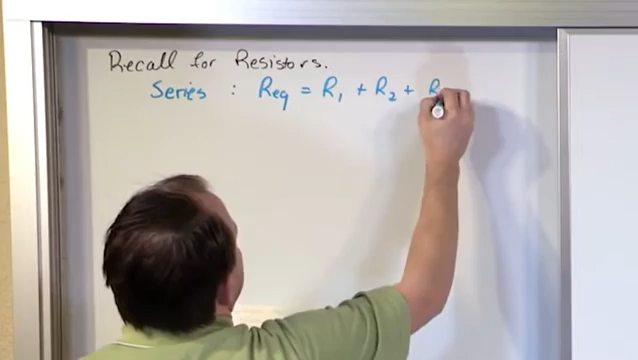 Recall for Resistors.
Series : Req = R₁ + R₂ + R